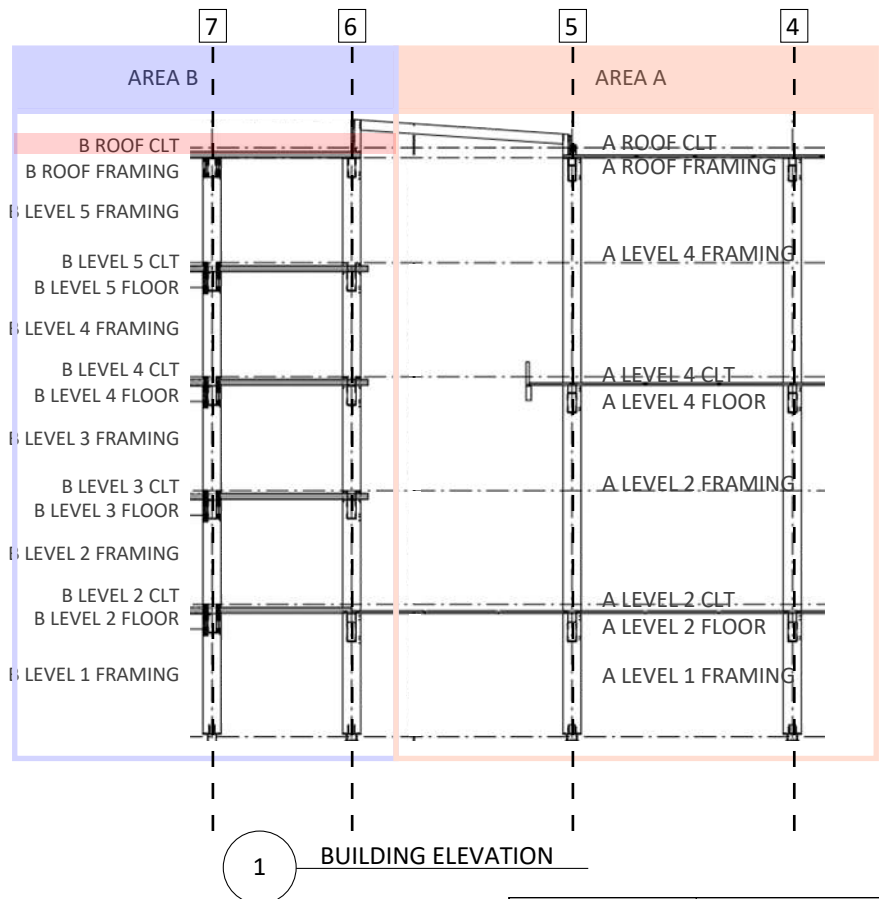 7 6 5 4
AREA B
AREA A
B ROOF CLT
B ROOF FRAMING
B LEVEL 5 FRAMING
B LEVEL 5 CLT
B LEVEL 5 FLOOR
B LEVEL 4 FRAMING
B LEVEL 4 CLT
B LEVEL 4 FLOOR
B LEVEL 3 FRAMING
B LEVEL 3 CLT
B LEVEL 3 FLOOR
B LEVEL 2 FRAMING
B LEVEL 2 CLT
B LEVEL 2 FLOOR
B LEVEL 1 FRAMING
A ROOF CLT
A ROOF FRAMING
A LEVEL 4 FRAMING
A LEVEL 4 CLT
A LEVEL 4 FLOOR
A LEVEL 2 FRAMING
A LEVEL 2 CLT
A LEVEL 2 FLOOR
A LEVEL 1 FRAMING
1 BUILDING ELEVATION